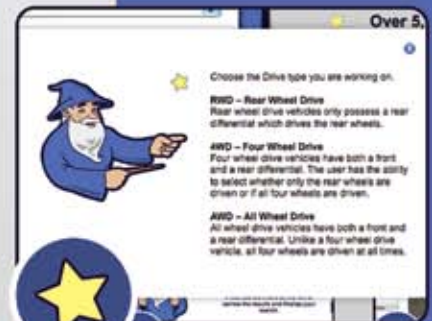 Over 5,
Choose the Drive type you are working on.
RWD – Rear Wheel Drive
Rear wheel drive vehicles only possess a rear
differential which drives the rear wheels.
4WD – Four Wheel Drive
Four wheel drive vehicles have both a front
and a rear differential. The user has the ability
to select whether only the rear wheels are
driven or if all four wheels are driven.
AWD – All Wheel Drive
All wheel drive vehicles have both a front and
a rear differential. Unlike a four wheel drive
vehicle, all four wheels are driven at all times.